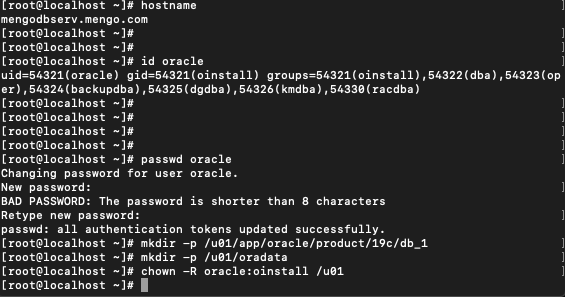 [root@localhost ~]# hostname
mengodbserv.mengo.com
[root@localhost ~]#
[root@localhost ~]#
[root@localhost ~]# id oracle
uid=54321(oracle) gid=54321(oinstall) groups=54321(oinstall),54322(dba),54323(op
er),54324(backupdba),54325(dgdba),54326(kmdba),54330(racdba)
[root@localhost ~]#
[root@localhost ~]#
[root@localhost ~]#
[root@localhost ~]#
[root@localhost ~]# passwd oracle
Changing password for user oracle.
New password:
BAD PASSWORD: The password is shorter than 8 characters
Retype new password:
passwd: all authentication tokens updated successfully.
[root@localhost ~]# mkdir -p /u01/app/oracle/product/19c/db_1
[root@localhost ~]# mkdir -p /u01/oradata
[root@localhost ~]# chown -R oracle:oinstall /u01
[root@localhost ~]#